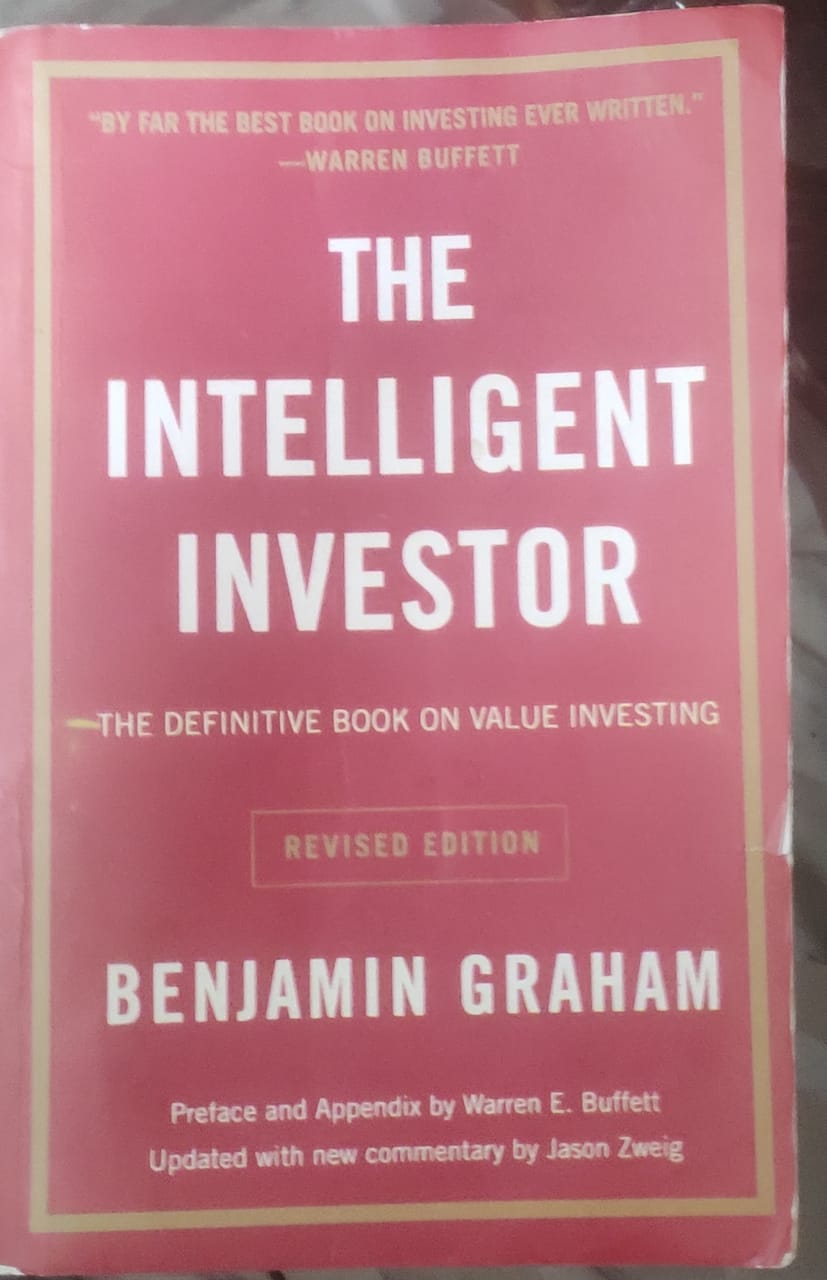 "BY FAR THE BEST BOOK ON INVESTING EVER WRITTEN."
—WARREN BUFFETT
THE
INTELLIGENT
INVESTOR
THE DEFINITIVE BOOK ON VALUE INVESTING
REVISED EDITION
BENJAMIN GRAHAM
Preface and Appendix by Warren E. Buffett
Updated with new commentary by Jason Zweig